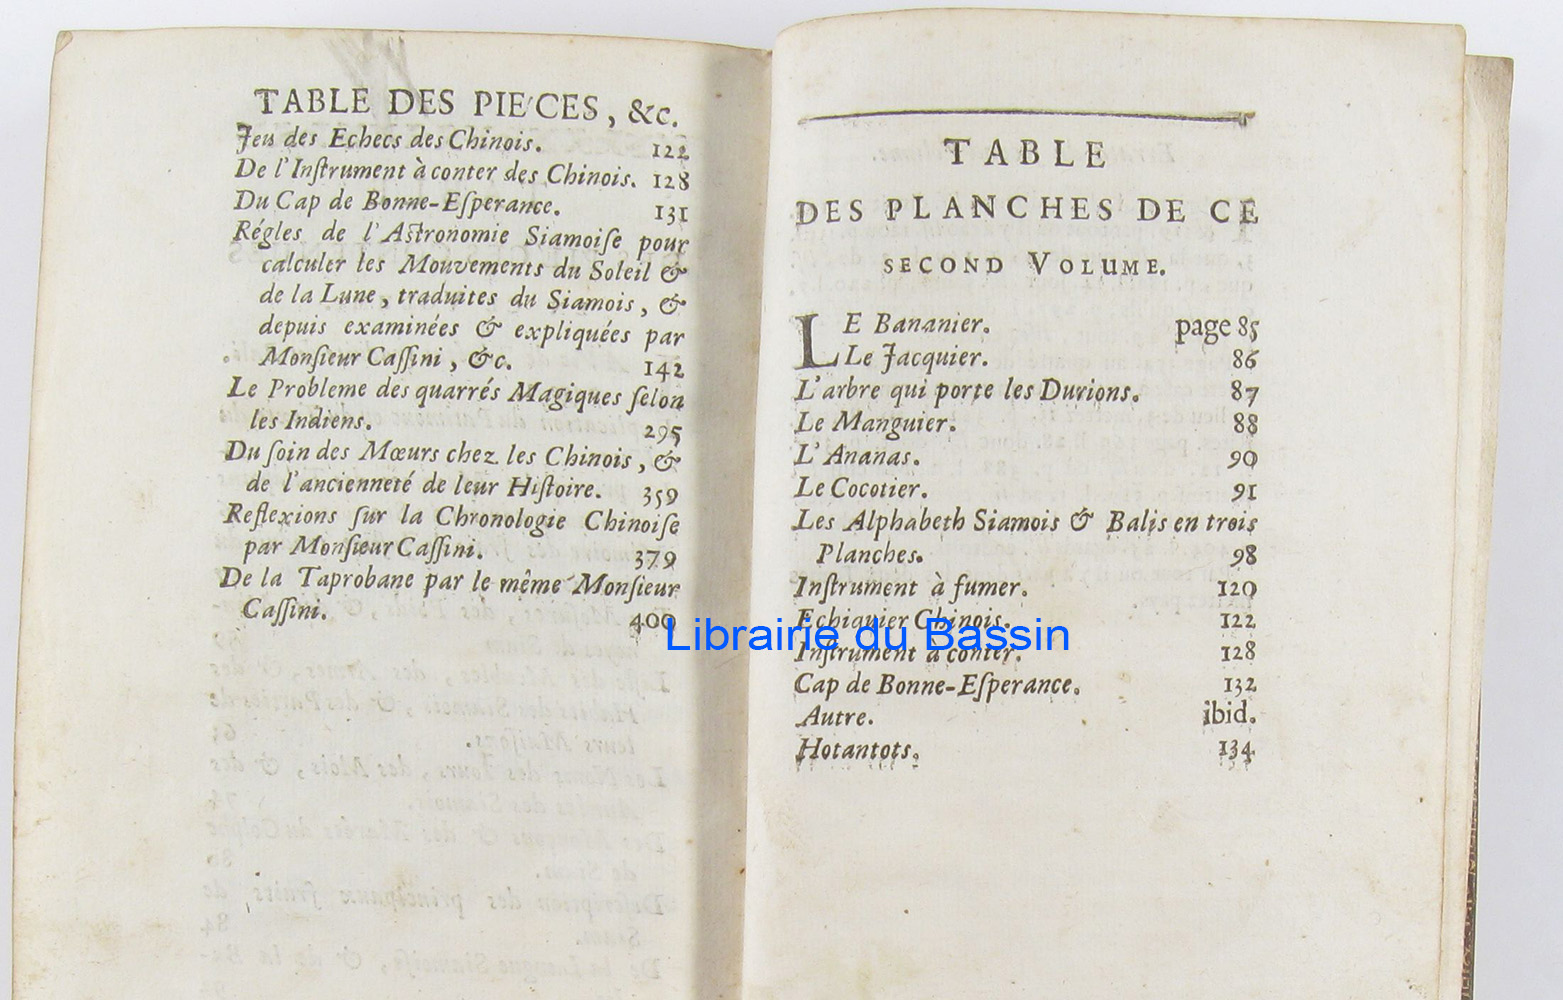 TABLE DES PIE'CES, &c.
Jeu des Echecs des Chinois. 122
De l'Inſtrument à conter des Chinois. 128
Du Cap de Bonne-Eſperance. 131
Régles de l'Aſtronomie Siamoiſe pour
calculer les Mouvements du Soleil &
de la Lune, traduites du Siamois, &
depuis examinées & expliquées par
Monſieur Caſſini, &c. 142
Le Probleme des quarrés Magiques ſelon
les Indiens. 295
Du ſoin des Mœurs chez les Chinois, &
de l'ancienneté de leur Hiſtoire. 359
Reflexions ſur la Chronologie Chinoiſe
par Monſieur Caſſini. 379
De la Taprobane par le même Monſieur
Caſſini. 400
TABLE
DES PLANCHES DE CE
SECOND VOLUME.
LE Bananier. page 85
Le Jacquier. 86
L'arbre qui porte les Durions. 87
Le Manguier. 88
L'Ananas. 90
Le Cocotier. 91
Les Alphabeth Siamois & Balis en trois
Planches. 98
Inſtrument à fumer. 120
Echiquier Chinois. 122
Inſtrument à conter. 128
Cap de Bonne-Eſperance. 132
Autre. ibid.
Hotantots. 134
Librairie du Bassin